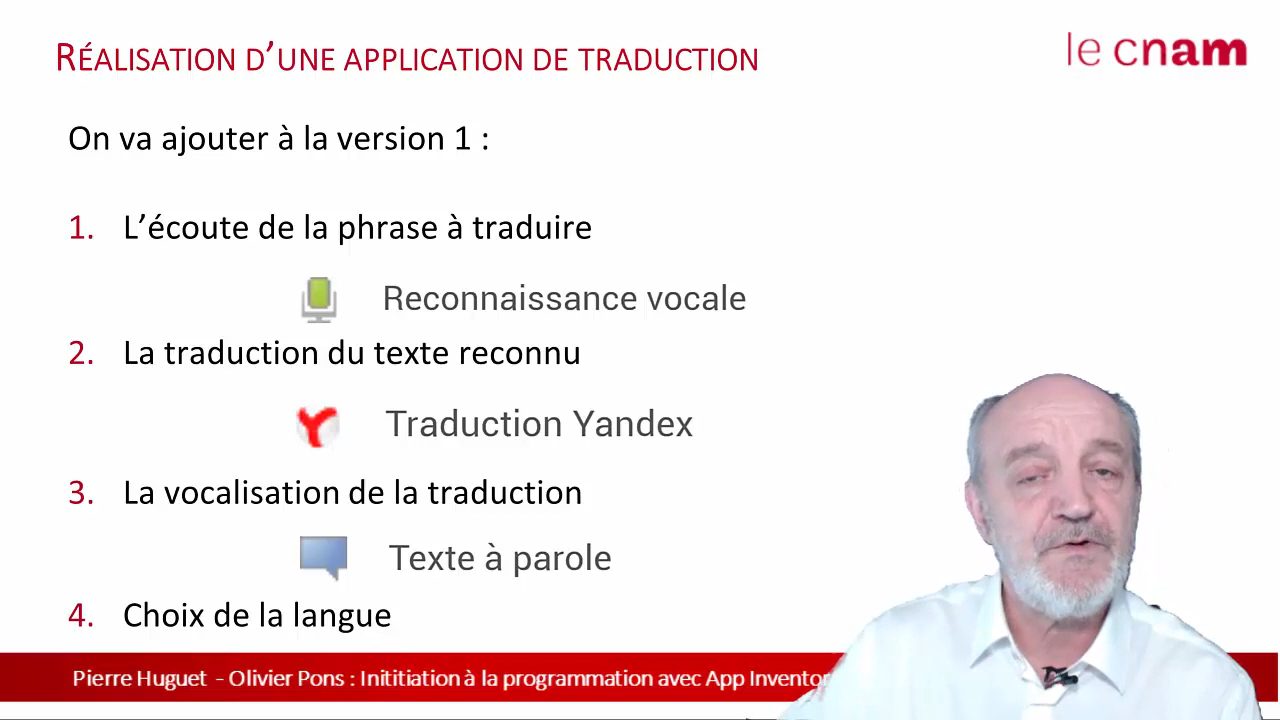 RÉALISATION D’UNE APPLICATION DE TRADUCTION
le cnam
On va ajouter à la version 1 :
1. L’écoute de la phrase à traduire
Reconnaissance vocale
2. La traduction du texte reconnu
Traduction Yandex
3. La vocalisation de la traduction
Texte à parole
4. Choix de la langue
Pierre Huguet - Olivier Pons : Inititiation à la programmation avec App Inventor